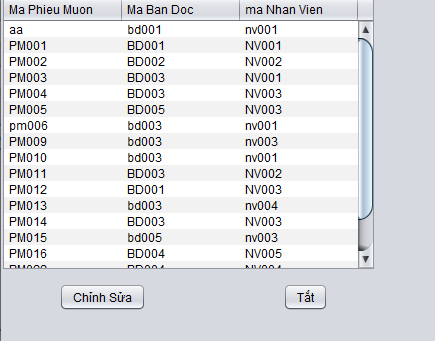 Ma Phieu Muon Ma Ban Doc ma Nhan Vien
aa bd001 nv001
PM001 BD001 NV001
PM002 BD002 NV002
PM003 BD003 NV001
PM004 BD003 NV003
PM005 BD005 NV003
pm006 bd003 nv001
PM009 bd003 nv003
PM010 bd003 nv001
PM011 BD003 NV002
PM012 BD001 NV003
PM013 bd003 nv004
PM014 BD003 NV003
PM015 bd005 nv003
PM016 BD004 NV005
Chỉnh Sửa Tắt